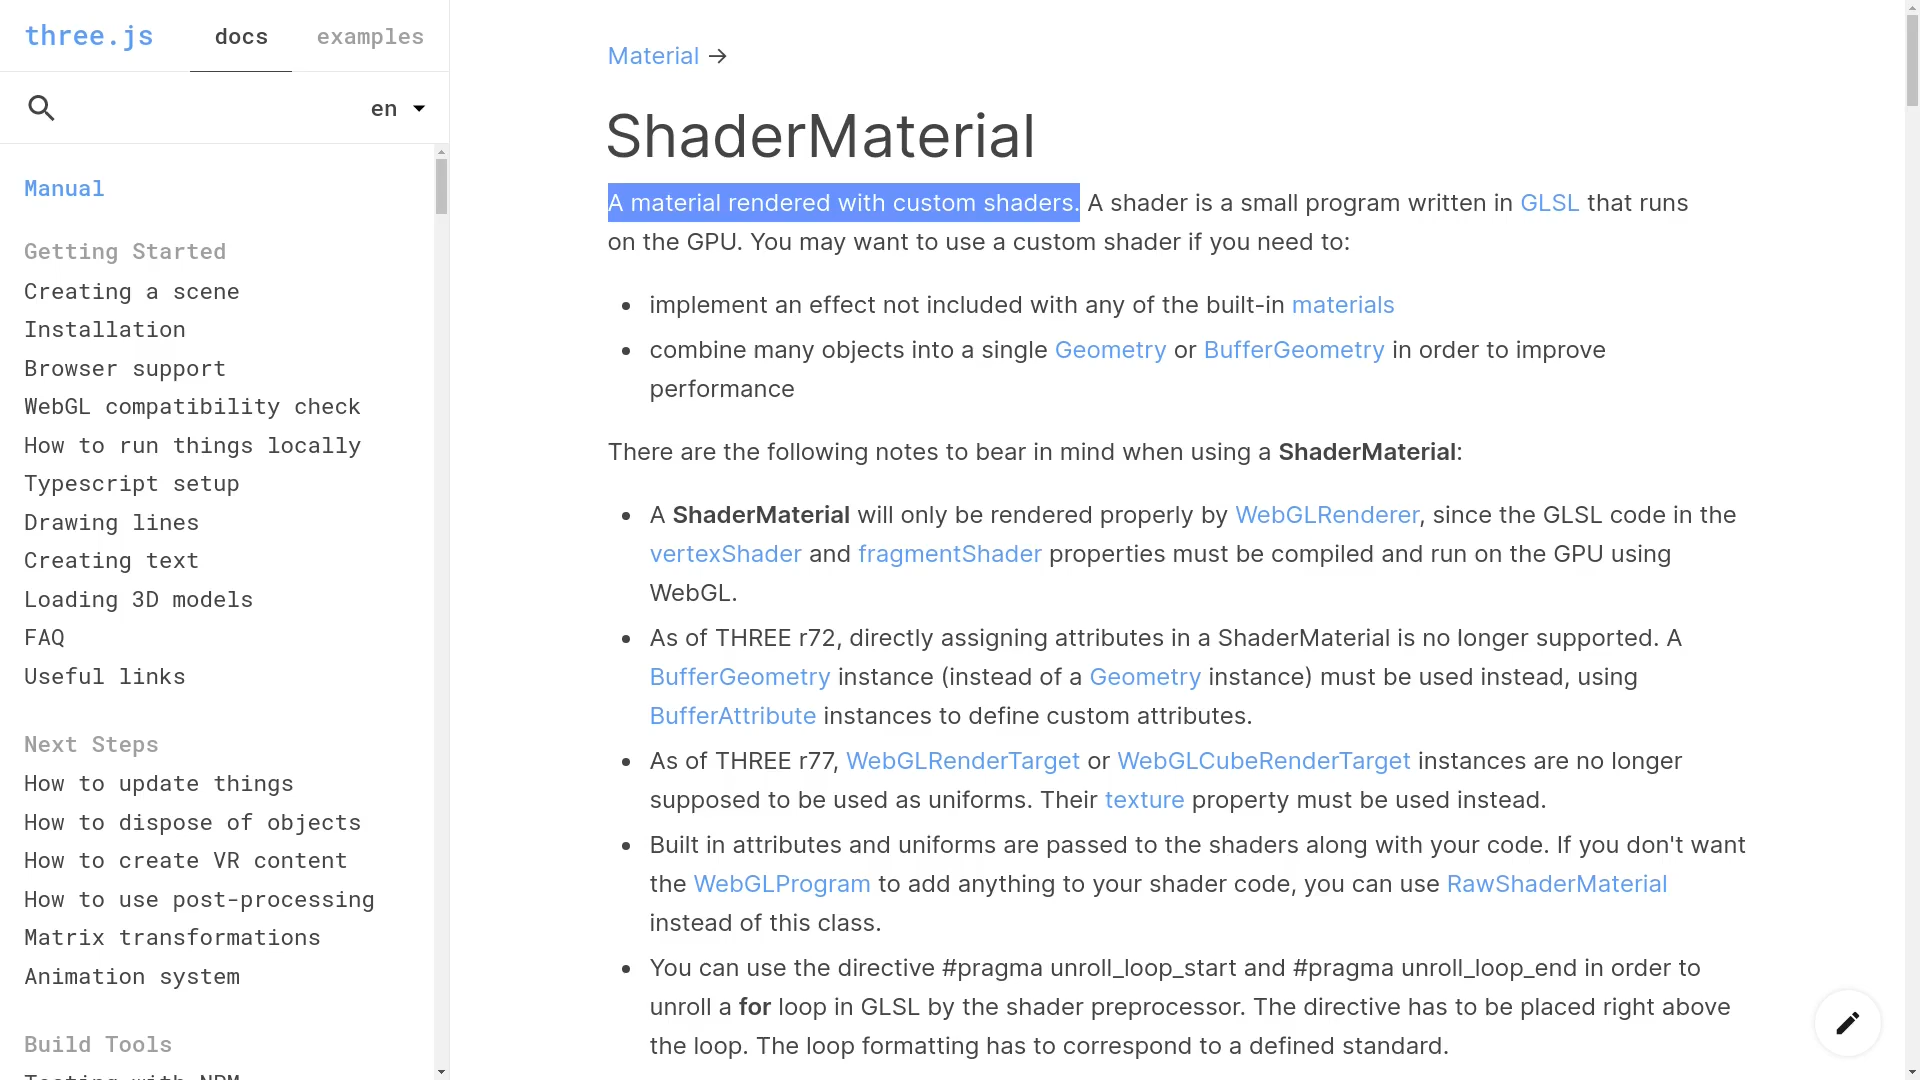 three.js
docs
examples
en
Manual
Getting Started
Creating a scene
Installation
Browser support
WebGL compatibility check
How to run things locally
Typescript setup
Drawing lines
Creating text
Loading 3D models
FAQ
Useful links
Next Steps
How to update things
How to dispose of objects
How to create VR content
How to use post-processing
Matrix transformations
Animation system
Build Tools
Testing with NPM
Material →
ShaderMaterial
A material rendered with custom shaders. A shader is a small program written in GLSL that runs
on the GPU. You may want to use a custom shader if you need to:
• implement an effect not included with any of the built-in materials
• combine many objects into a single Geometry or BufferGeometry in order to improve
performance
There are the following notes to bear in mind when using a ShaderMaterial:
• A ShaderMaterial will only be rendered properly by WebGLRenderer, since the GLSL code in the
vertexShader and fragmentShader properties must be compiled and run on the GPU using
WebGL.
• As of THREE r72, directly assigning attributes in a ShaderMaterial is no longer supported. A
BufferGeometry instance (instead of a Geometry instance) must be used instead, using
BufferAttribute instances to define custom attributes.
• As of THREE r77, WebGLRenderTarget or WebGLCubeRenderTarget instances are no longer
supposed to be used as uniforms. Their texture property must be used instead.
• Built in attributes and uniforms are passed to the shaders along with your code. If you don't want
the WebGLProgram to add anything to your shader code, you can use RawShaderMaterial
instead of this class.
• You can use the directive #pragma unroll_loop_start and #pragma unroll_loop_end in order to
unroll a for loop in GLSL by the shader preprocessor. The directive has to be placed right above
the loop. The loop formatting has to correspond to a defined standard.